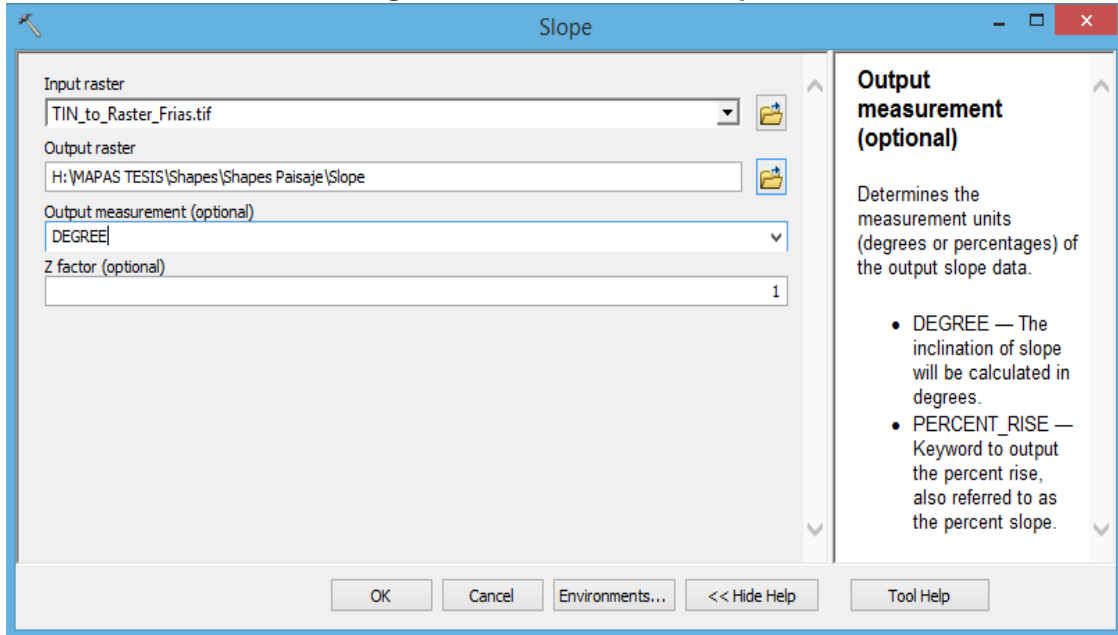 Slope
Input raster
TIN_to_Raster_Frias.tif
Output raster
H:\MAPAS TESIS\Shapes\Shapes Paisaje\Slope
Output measurement (optional)
DEGREE
Z factor (optional)
1
Output
measurement
(optional)
Determines the
measurement units
(degrees or percentages) of
the output slope data.
• DEGREE — The
inclination of slope
will be calculated in
degrees.
• PERCENT_RISE —
Keyword to output
the percent rise,
also referred to as
the percent slope.
OK Cancel Environments... << Hide Help Tool Help